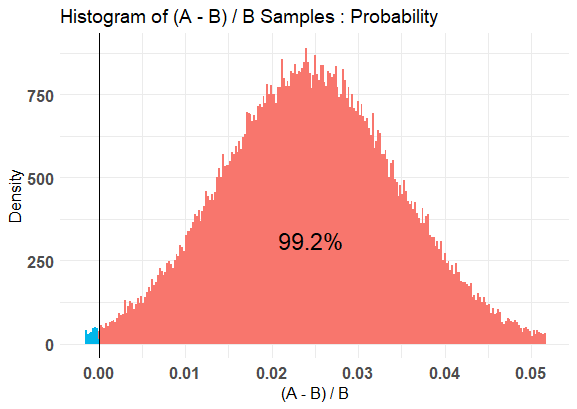 Histogram of (A - B) / B Samples : Probability
Density
750
500
250
0
99.2%
0.00 0.01 0.02 0.03 0.04 0.05
(A - B) / B